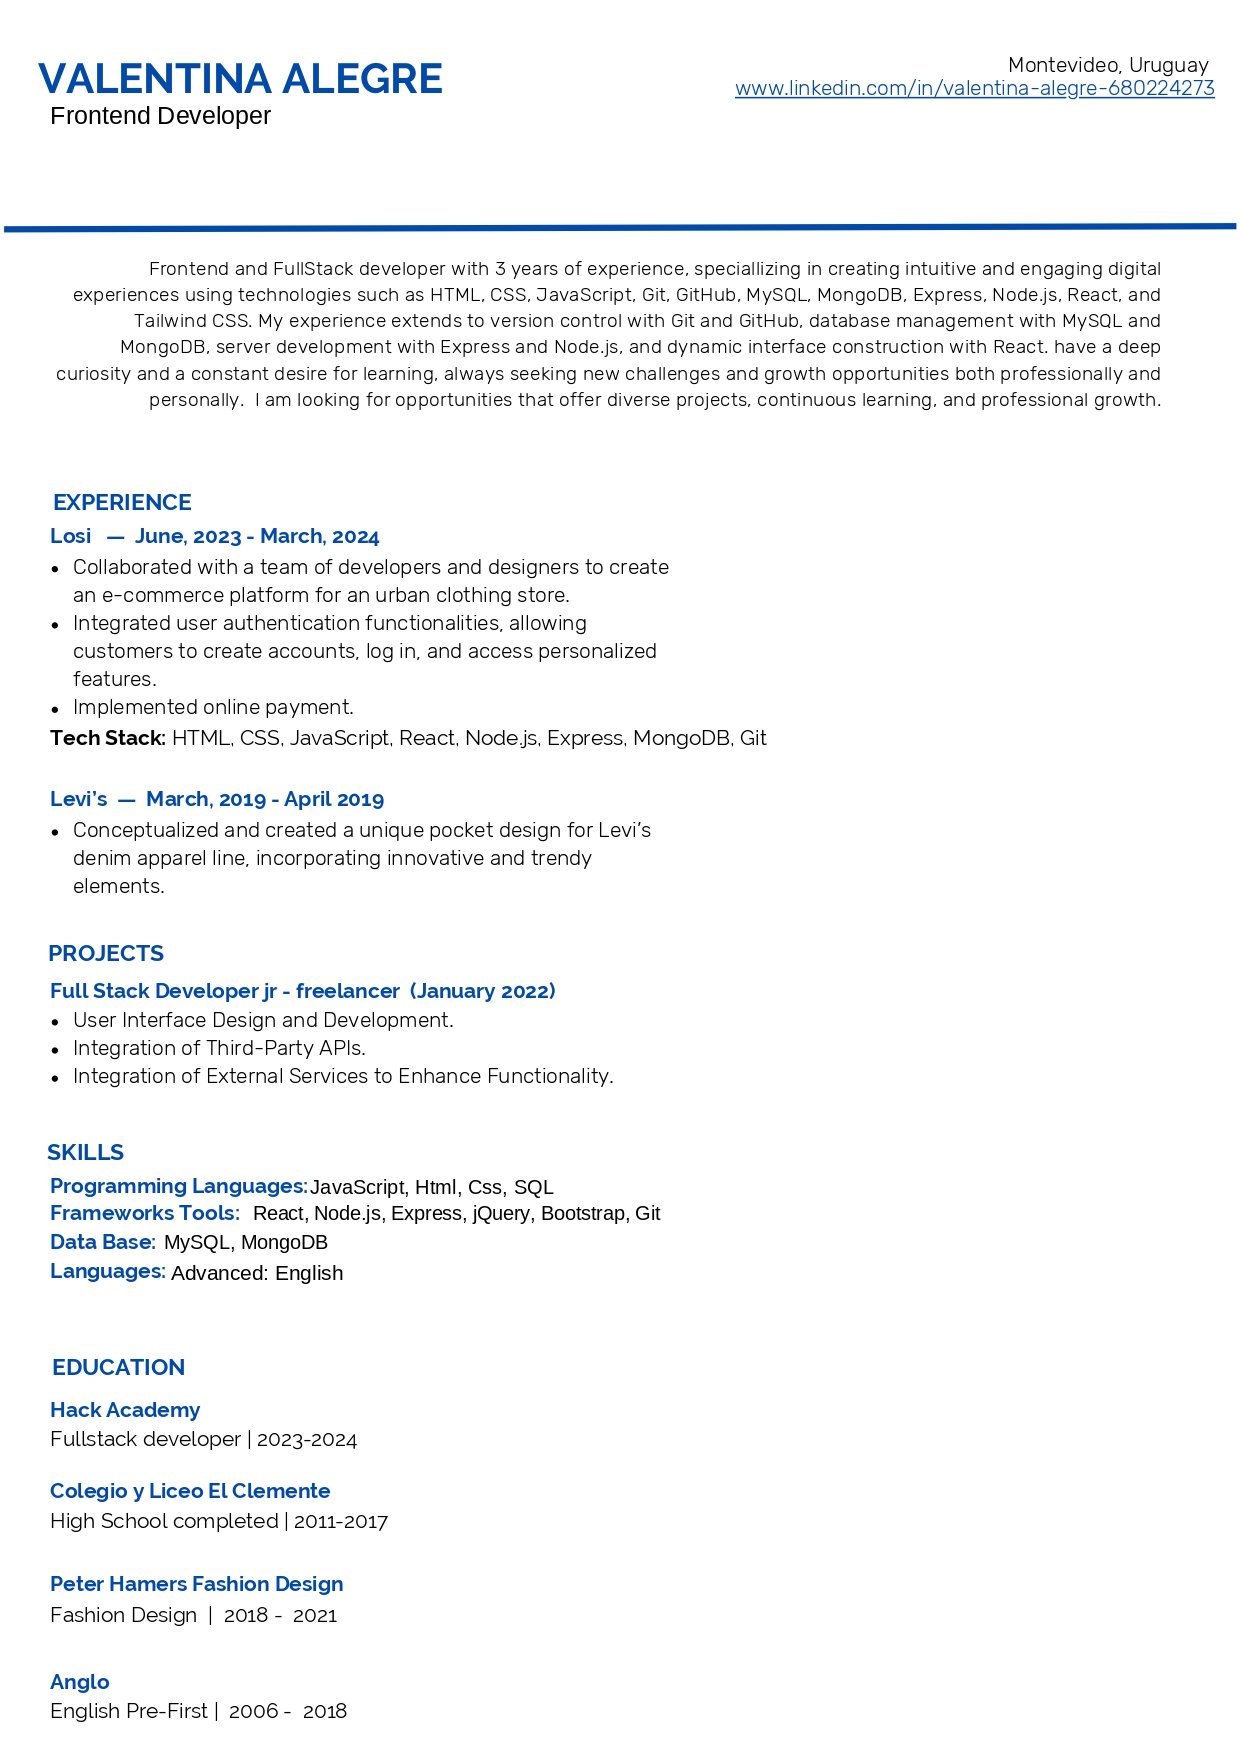 VALENTINA ALEGRE
Frontend Developer
Montevideo, Uruguay
www.linkedin.com/in/valentina-alegre-680224273
Frontend and FullStack developer with 3 years of experience, speciallizing in creating intuitive and engaging digital
experiences using technologies such as HTML, CSS, JavaScript, Git, GitHub, MySQL, MongoDB, Express, Node.js, React, and
Tailwind CSS. My experience extends to version control with Git and GitHub, database management with MySQL and
MongoDB, server development with Express and Node.js, and dynamic interface construction with React. have a deep
curiosity and a constant desire for learning, always seeking new challenges and growth opportunities both professionally and
personally.  I am looking for opportunities that offer diverse projects, continuous learning, and professional growth.
EXPERIENCE
Losi — June, 2023 - March, 2024
• Collaborated with a team of developers and designers to create
an e-commerce platform for an urban clothing store.
• Integrated user authentication functionalities, allowing
customers to create accounts, log in, and access personalized
features.
• Implemented online payment.
Tech Stack: HTML, CSS, JavaScript, React, Node.js, Express, MongoDB, Git
Levi's — March, 2019 - April 2019
• Conceptualized and created a unique pocket design for Levi's
denim apparel line, incorporating innovative and trendy
elements.
PROJECTS
Full Stack Developer jr - freelancer (January 2022)
• User Interface Design and Development.
• Integration of Third-Party APIs.
• Integration of External Services to Enhance Functionality.
SKILLS
Programming Languages: JavaScript, Html, Css, SQL
Frameworks Tools: React, Node.js, Express, jQuery, Bootstrap, Git
Data Base: MySQL, MongoDB
Languages: Advanced: English
EDUCATION
Hack Academy
Fullstack developer | 2023-2024
Colegio y Liceo El Clemente
High School completed | 2011-2017
Peter Hamers Fashion Design
Fashion Design | 2018 - 2021
Anglo
English Pre-First | 2006 - 2018